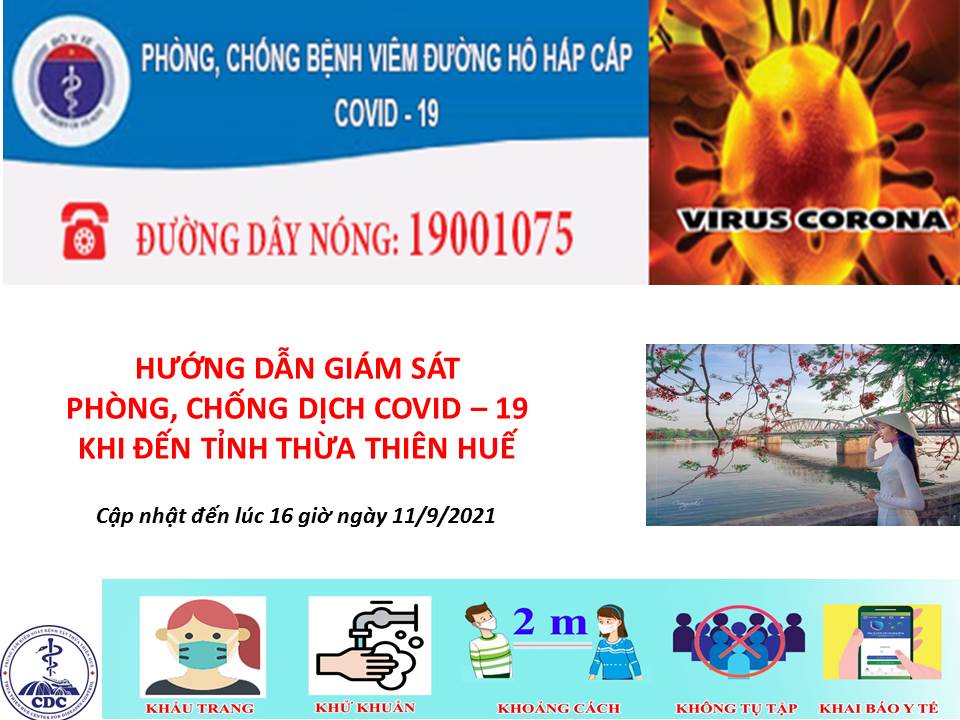 BỘ Y TẾ
PHÒNG, CHỐNG BỆNH VIÊM ĐƯỜNG HÔ HẤP CẤP
COVID - 19
ĐƯỜNG DÂY NÓNG: 19001075
VIRUS CORONA
HƯỚNG DẪN GIÁM SÁT
PHÒNG, CHỐNG DỊCH COVID – 19
KHI ĐẾN TỈNH THỪA THIÊN HUẾ
Cập nhật đến lúc 16 giờ ngày 11/9/2021
2 m
CDC
KHẨU TRANG
KHỬ KHUẨN
KHOẢNG CÁCH
KHÔNG TỤ TẬP
KHAI BÁO Y TẾ